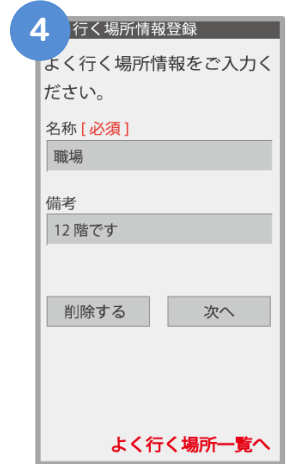 4
行く場所情報登録
よく行く場所情報をご入力く
ださい。
名称 [ 必須 ]
職場
備考
12 階です
削除する
次へ
よく行く場所一覧へ